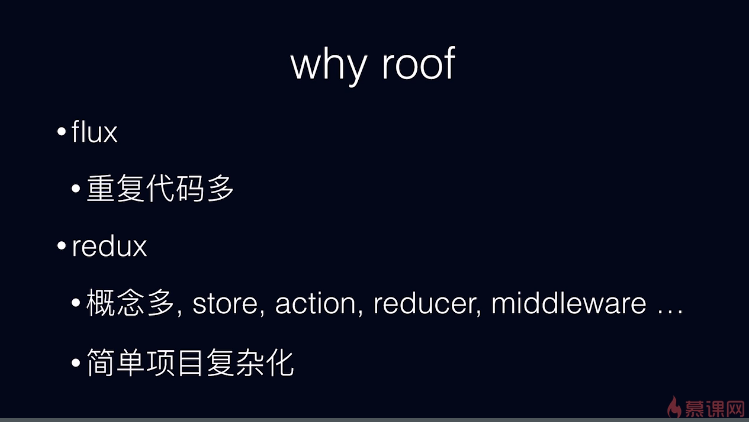 why roof
•flux
•重复代码多
•redux
•概念多, store, action, reducer, middleware …
•简单项目复杂化
慕课网